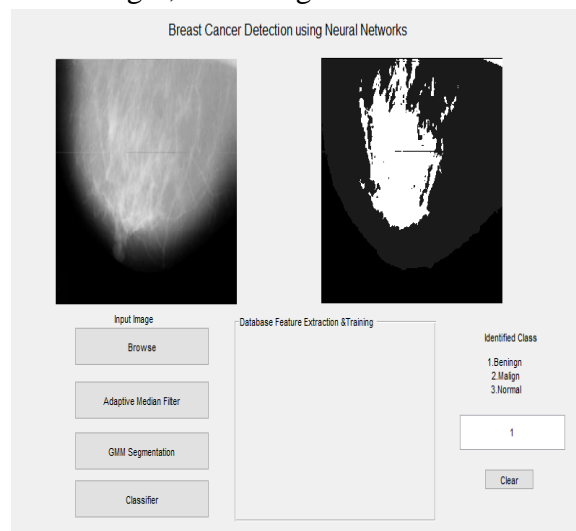 Breast Cancer Detection using Neural Networks
Input Image
Browse
Adaptive Median Filter
GMM Segmentation
Classifier
Database Feature Extraction &Training
Identified Class
1.Beningn
2.Malign
3.Normal
1
Clear